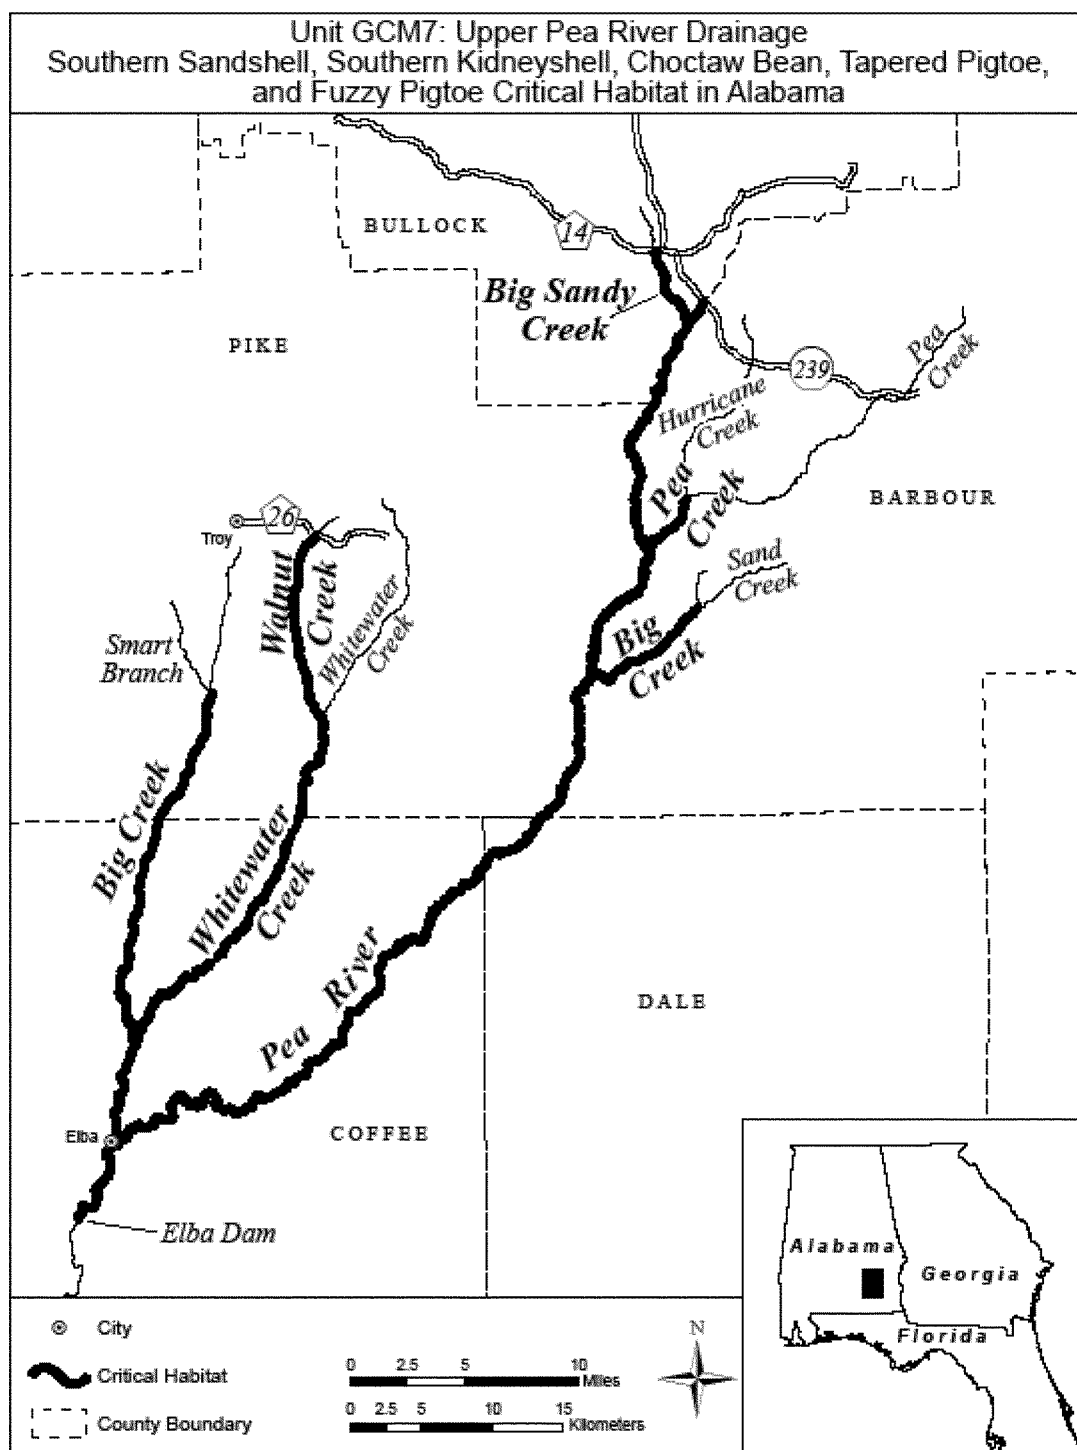 Unit GCM7: Upper Pea River Drainage
Southern Sandshell, Southern Kidneyshell, Choctaw Bean, Tapered Pigtoe,
and Fuzzy Pigtoe Critical Habitat in Alabama
BULLOCK
14
Big Sandy
Creek
PIKE
239
Pea
Creek
Hurricane
Creek
Pea
Creek
BARBOUR
26
Troy
Walnut
Creek
Whitewater
Creek
Sand
Creek
Smart
Branch
Big
Creek
Big Creek
Whitewater
Creek
Pea River
DALE
Elba
COFFEE
Elba Dam
City
Critical Habitat
County Boundary
0 2.5 5 10
Miles
0 2.5 5 10 15
Kilometers
N
Alabama
Georgia
Florida